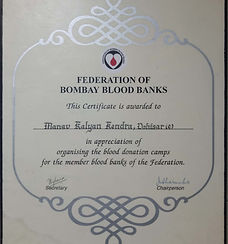 FEDERATION OF
BOMBAY BLOOD BANKS
This Certificate is awarded to
Manav Kalyan Kendra, Dahisar (E)
in appreciation of
organising the blood donation camps
for the member blood banks of the Federation.
Secretary Chairperson